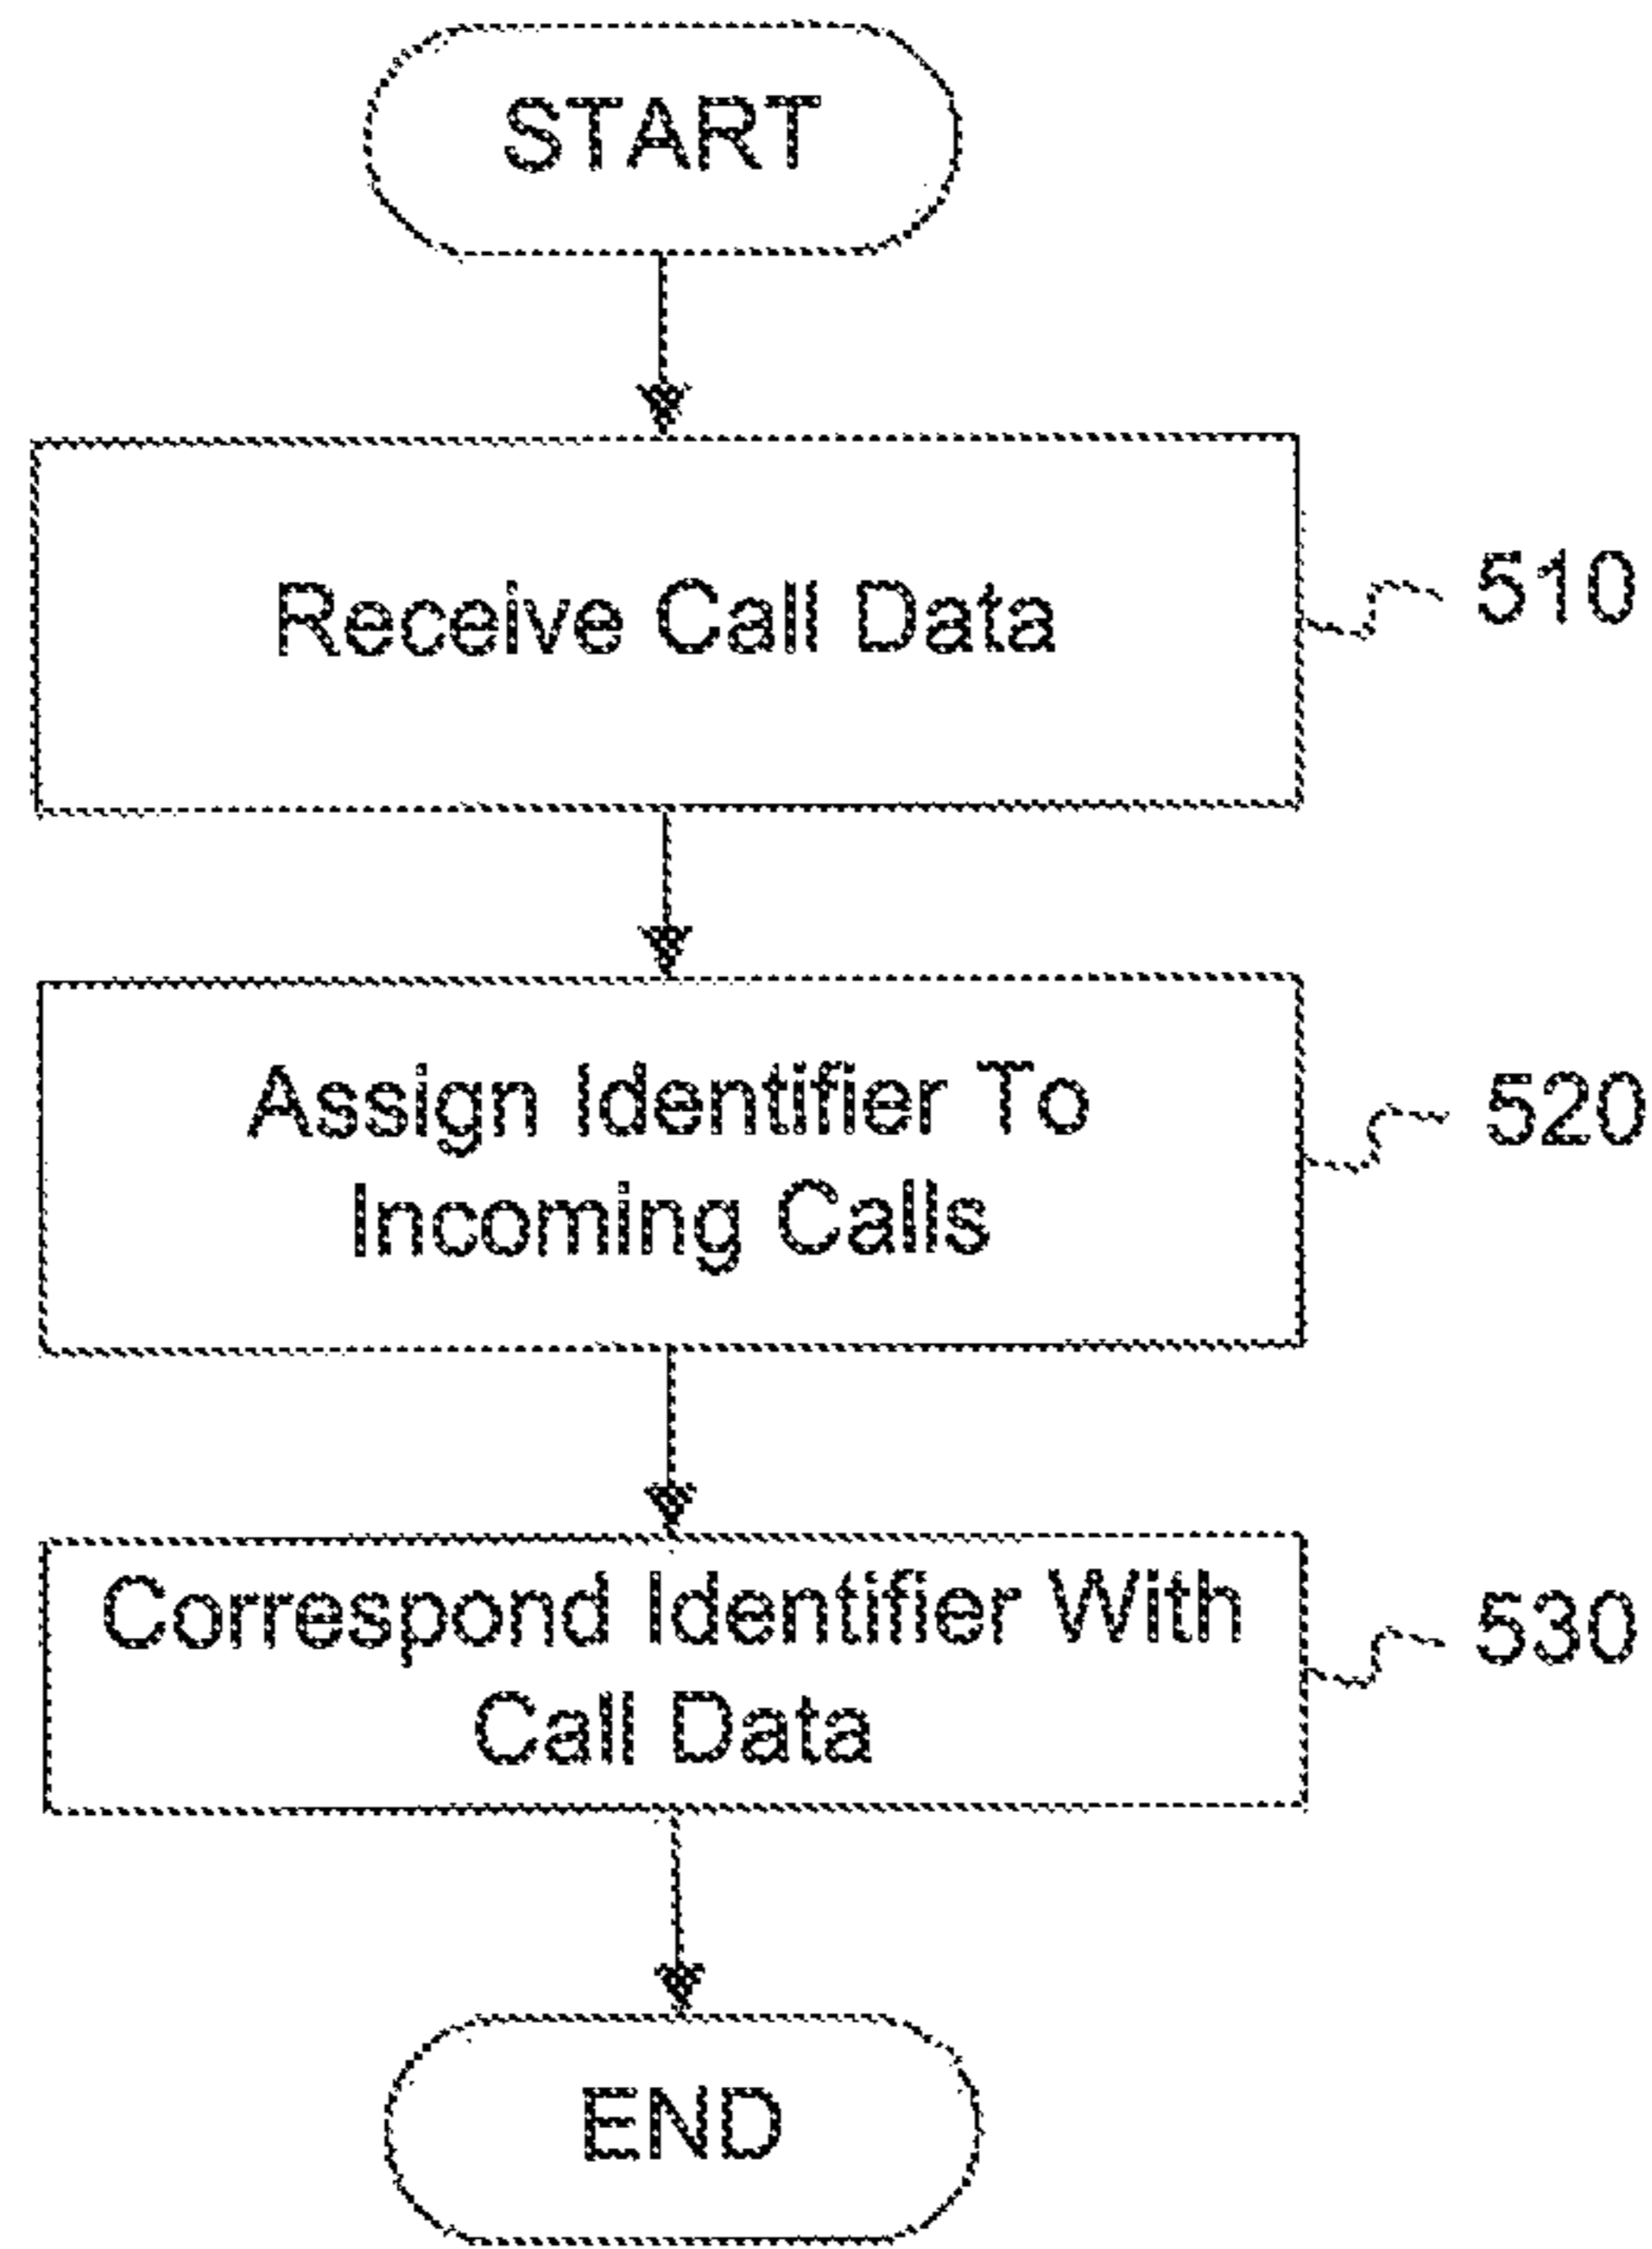 START
Receive Call Data
510
Assign Identifier To
Incoming Calls
520
Correspond Identifier With
Call Data
530
END